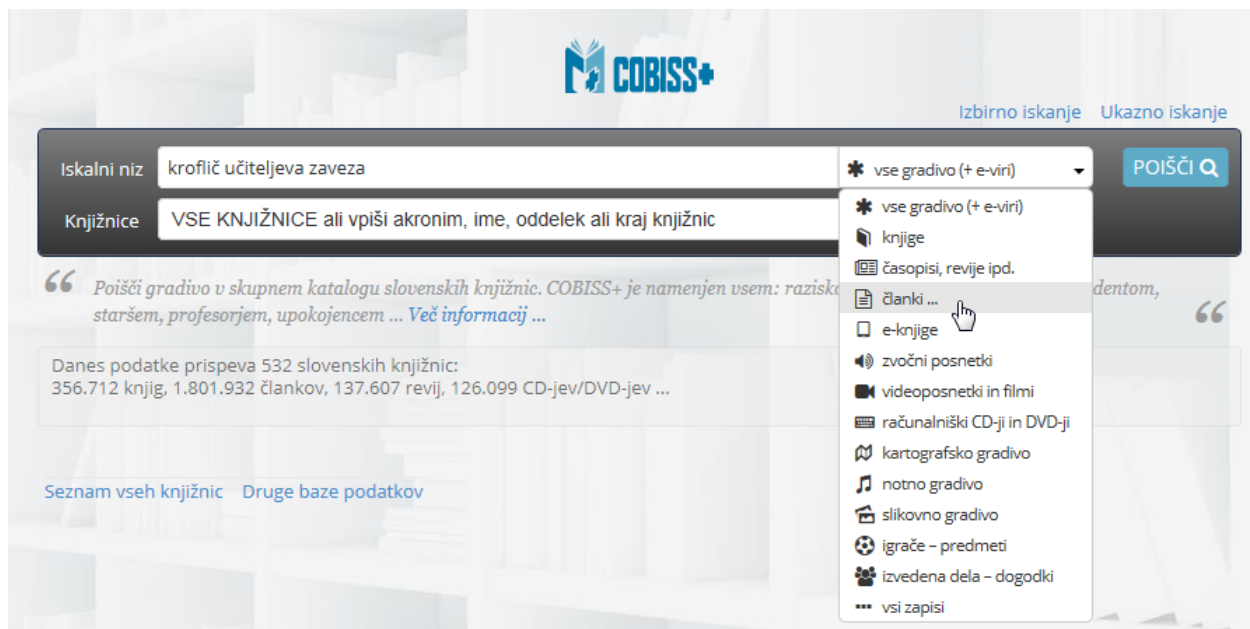 COBISS+
Izbirno iskanje Ukazno iskanje
Iskalni niz kroflič učiteljeva zaveza vse gradivo (+ e-viri) POIŠČI
Knjižnice VSE KNJIŽNICE ali vpiši akronim, ime, oddelek ali kraj knjižnic
vse gradivo (+ e-viri)
knjige
časopisi, revije ipd.
članki ...
e-knjige
zvočni posnetki
videoposnetki in filmi
računalniški CD-ji in DVD-ji
kartografsko gradivo
notno gradivo
slikovno gradivo
igrače – predmeti
izvedena dela – dogodki
vsi zapisi
Poišči gradivo v skupnem katalogu slovenskih knjižnic. COBISS+ je namenjen vsem:
staršem, profesorjem, upokojencem ... Več informacij ...
Danes podatke prispeva 532 slovenskih knjižnic:
356.712 knjig, 1.801.932 člankov, 137.607 revij, 126.099 CD-jev/DVD-jev ...
Seznam vseh knjižnic Druge baze podatkov